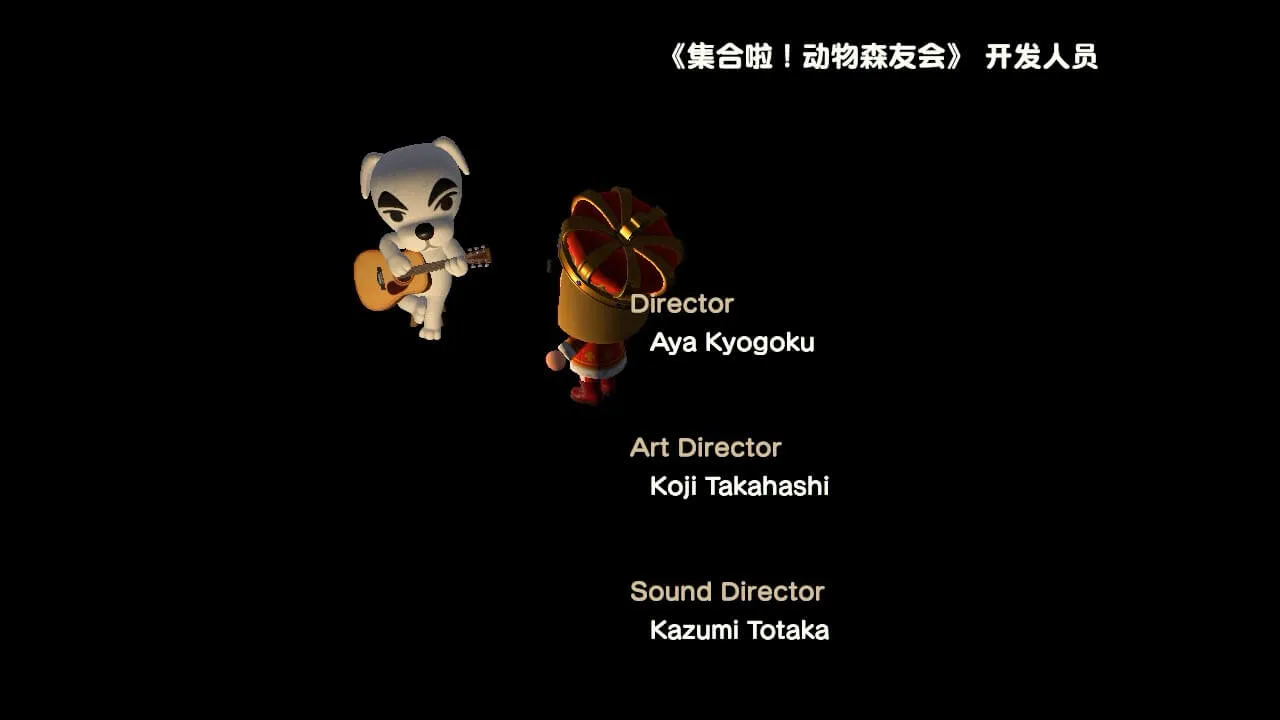 《集合啦！动物森友会》 开发人员
Director
Aya Kyogoku
Art Director
Koji Takahashi
Sound Director
Kazumi Totaka